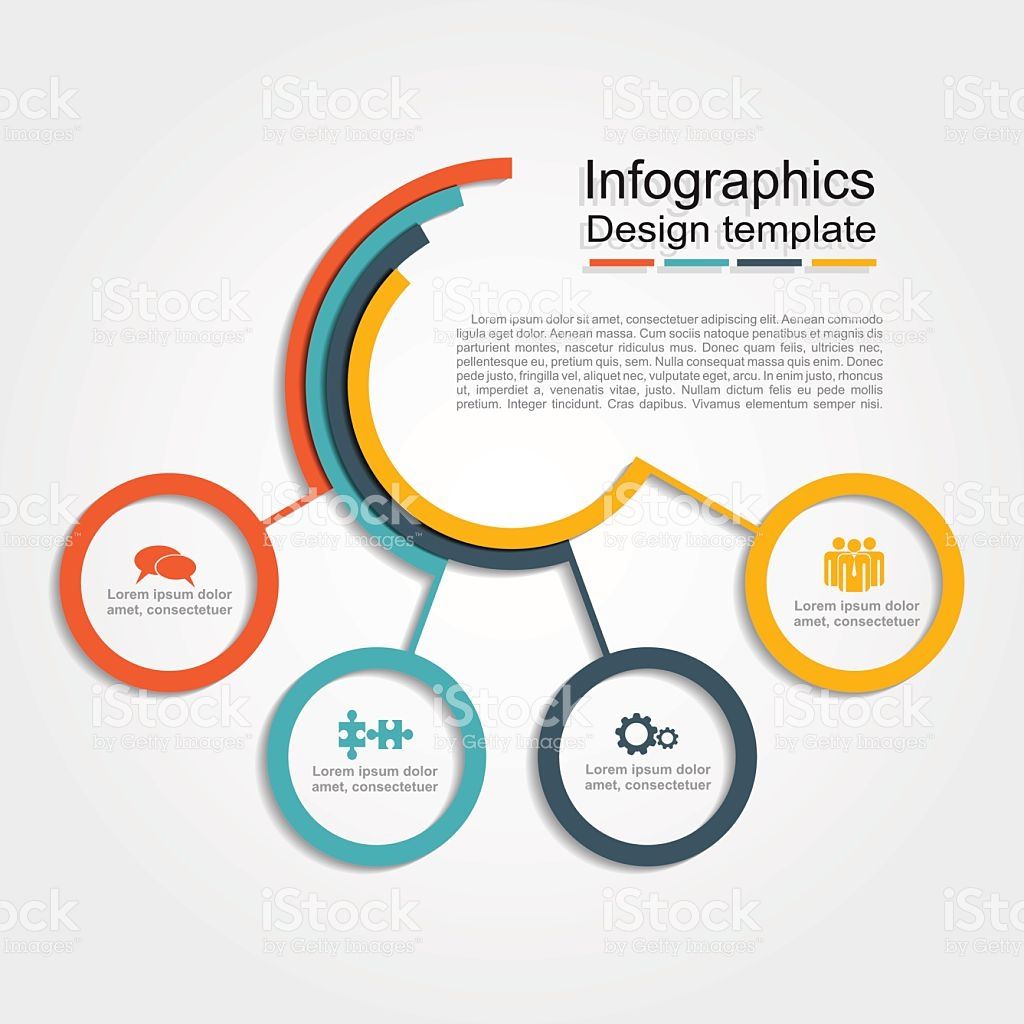 Infographics
Design template
Lorem ipsum dolor sit amet, consectetuer adipiscing elit. Aenean commodo
ligula eget dolor. Aenean massa. Cum sociis natoque penatibus et magnis dis
parturient montes, nascetur ridiculus mus. Donec quam felis, ultricies nec,
pellentesque eu, pretium quis, sem. Nulla consequat massa quis enim. Donec
pede justo, fringilla vel, aliquet nec, vulputate eget, arcu. In enim justo, rhoncus
ut, imperdiet a, venenatis vitae, justo. Nullam dictum felis eu pede mollis
pretium. Integer tincidunt. Cras dapibus. Vivamus elementum semper nisi.
Lorem ipsum dolor
amet, consectetuer
Lorem ipsum dolor
amet, consectetuer
Lorem ipsum dolor
amet, consectetuer
Lorem ipsum dolor
amet, consectetuer
iStock
by Getty Images™